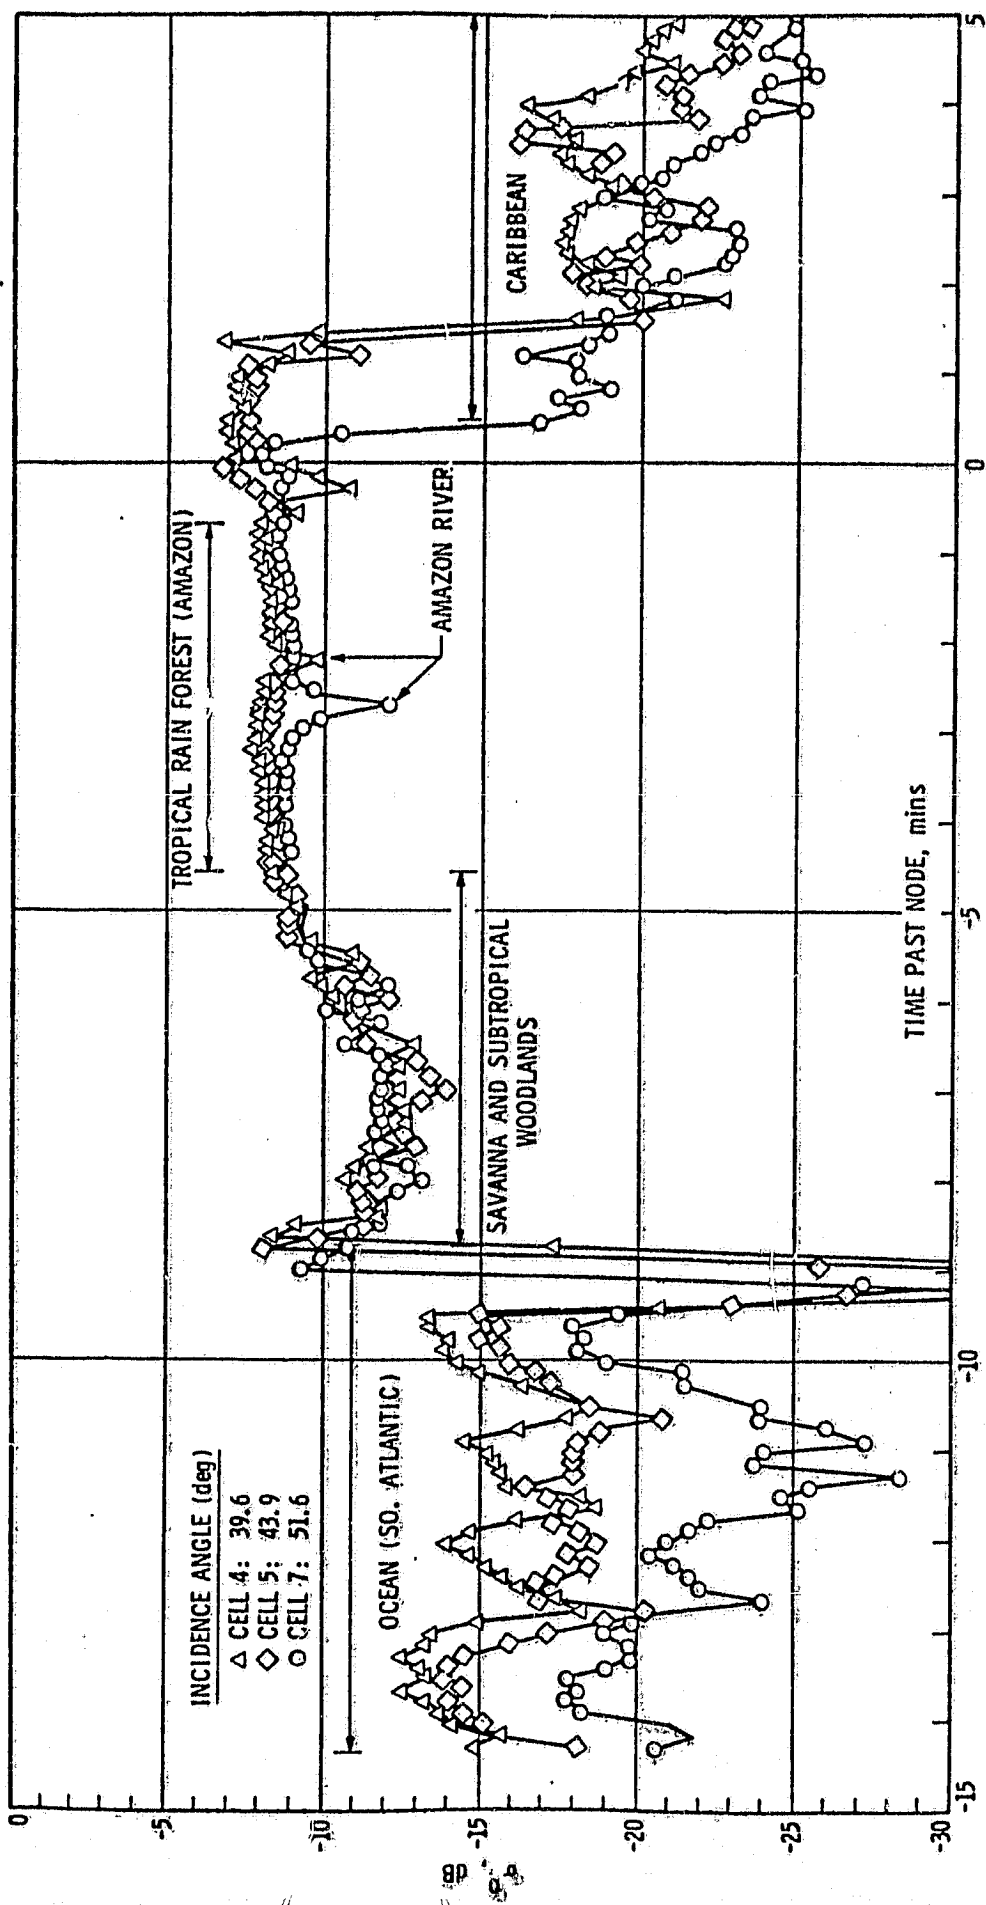 0
-5
-10
-15
-20
-25
-30
σ°, dB
INCIDENCE ANGLE (deg)
△ CELL 4: 39.6
◇ CELL 5: 43.9
○ CELL 7: 51.6
OCEAN (SO. ATLANTIC)
SAVANNA AND SUBTROPICAL
WOODLANDS
TROPICAL RAIN FOREST (AMAZON)
AMAZON RIVER
CARIBBEAN
-15
-10
-5
0
5
TIME PAST NODE, mins